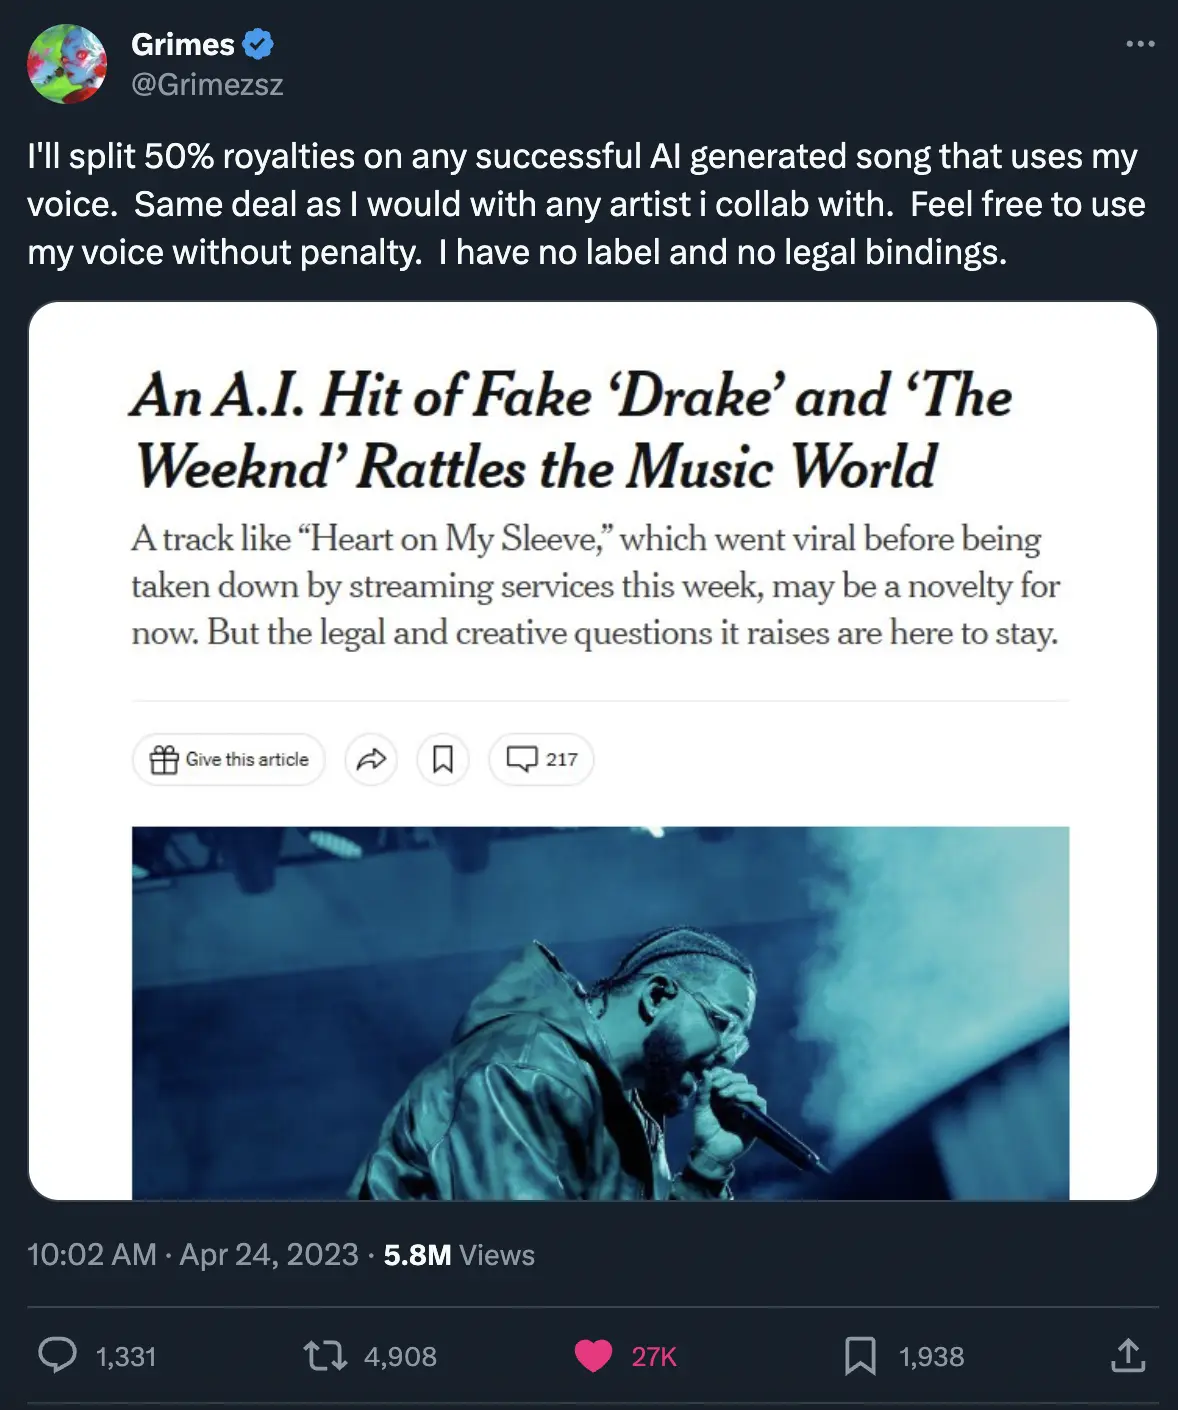 Grimes
@Grimezsz
I'll split 50% royalties on any successful AI generated song that uses my
voice.  Same deal as I would with any artist i collab with.  Feel free to use
my voice without penalty.  I have no label and no legal bindings.
An A.I. Hit of Fake ‘Drake’ and ‘The
Weeknd’ Rattles the Music World
A track like “Heart on My Sleeve,” which went viral before being
taken down by streaming services this week, may be a novelty for
now. But the legal and creative questions it raises are here to stay.
Give this article 217
10:02 AM · Apr 24, 2023 · 5.8M Views
1,331 4,908 27K 1,938